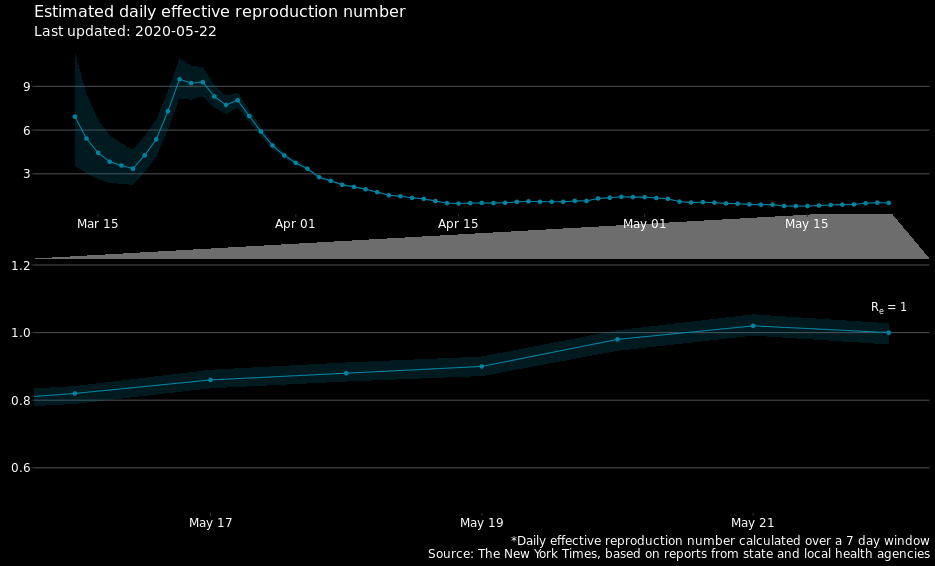 Estimated daily effective reproduction number
Last updated: 2020-05-22
9
6
3
Mar 15 Apr 01 Apr 15 May 01 May 15
1.2
Re = 1
1.0
0.8
0.6
May 17 May 19 May 21
*Daily effective reproduction number calculated over a 7 day window
Source: The New York Times, based on reports from state and local health agencies